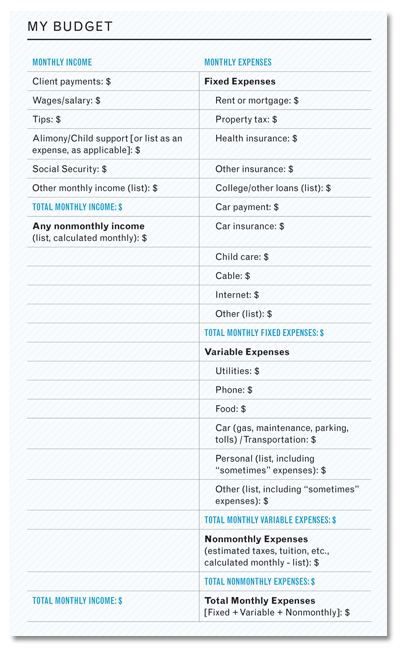 MY BUDGET
MONTHLY INCOME
Client payments: $
Wages/salary: $
Tips: $
Alimony/Child support [or list as an
expense, as applicable]: $
Social Security: $
Other monthly income (list): $
TOTAL MONTHLY INCOME: $
Any nonmonthly income
(list, calculated monthly): $
TOTAL MONTHLY INCOME: $
MONTHLY EXPENSES
Fixed Expenses
Rent or mortgage: $
Property tax: $
Health insurance: $
Other insurance: $
College/other loans (list): $
Car payment: $
Car insurance: $
Child care: $
Cable: $
Internet: $
Other (list): $
TOTAL MONTHLY FIXED EXPENSES: $
Variable Expenses
Utilities: $
Phone: $
Food: $
Car (gas, maintenance, parking,
tolls) / Transportation: $
Personal (list, including
“sometimes” expenses): $
Other (list, including “sometimes”
expenses): $
TOTAL MONTHLY VARIABLE EXPENSES: $
Nonmonthly Expenses
(estimated taxes, tuition, etc.,
calculated monthly - list): $
TOTAL NONMONTHLY EXPENSES: $
Total Monthly Expenses
[Fixed + Variable + Nonmonthly]: $